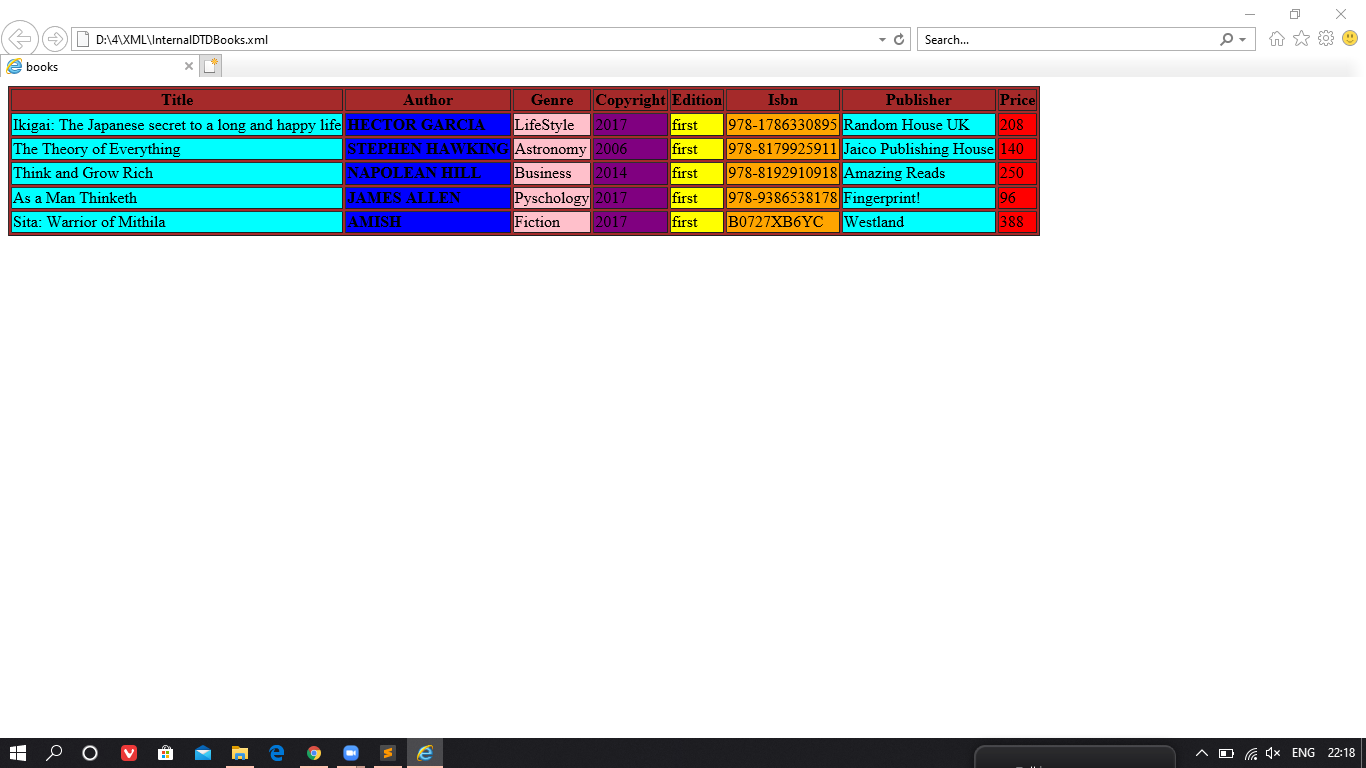 D:\4\XML\InternalDTDBooks.xml
Search...
books
Title Author Genre Copyright Edition Isbn Publisher Price
Ikigai: The Japanese secret to a long and happy life HECTOR GARCIA LifeStyle 2017 first 978-1786330895 Random House UK 208
The Theory of Everything STEPHEN HAWKING Astronomy 2006 first 978-8179925911 Jaico Publishing House 140
Think and Grow Rich NAPOLEAN HILL Business 2014 first 978-8192910918 Amazing Reads 250
As a Man Thinketh JAMES ALLEN Pyschology 2017 first 978-9386538178 Fingerprint! 96
Sita: Warrior of Mithila AMISH Fiction 2017 first B0727XB6YC Westland 388
ENG 22:18